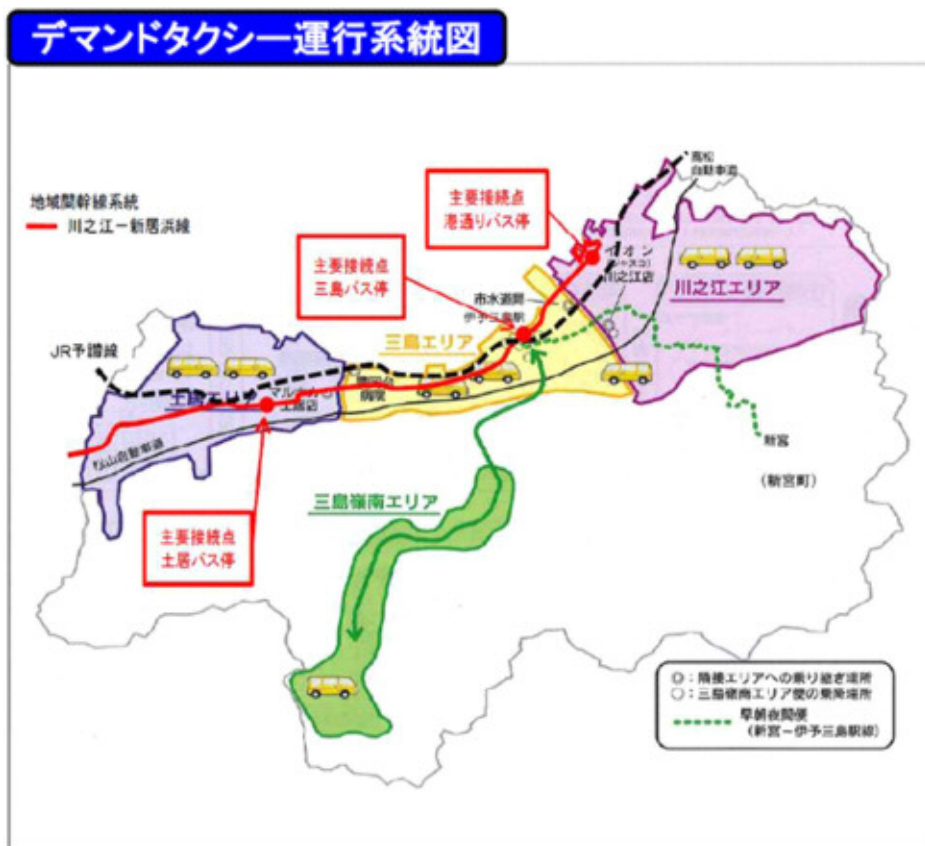 デマンドタクシー運行系統図
地域間幹線系統
川之江－新居浜線
主要接続点
港通りバス停
高松
自動車道
主要接続点
三島バス停
イオン
(ジャスコ)
川之江店
川之江エリア
市水道局
伊予三島駅
三島エリア
JR予讃線
土居エリア
マルナカ
土居店
豊岡台
病院
松山自動車道
新宮
(新宮町)
三島嶺南エリア
主要接続点
土居バス停
◎：隣接エリアへの乗り継ぎ場所
○：三島嶺南エリア便の乗降場所
早朝夜間便
(新宮－伊予三島駅線)